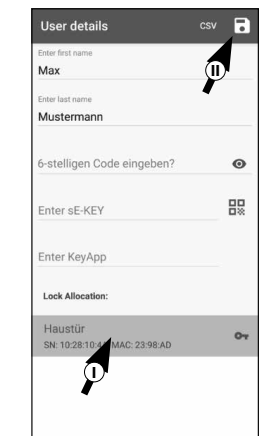 User details CSV
Enter first name
Max
Enter last name
Mustermann
6-stelligen Code eingeben?
Enter sE-KEY
Enter KeyApp
Lock Allocation:
Haustür
SN: 10:28:10:4 MAC: 23:98:AD
II
I